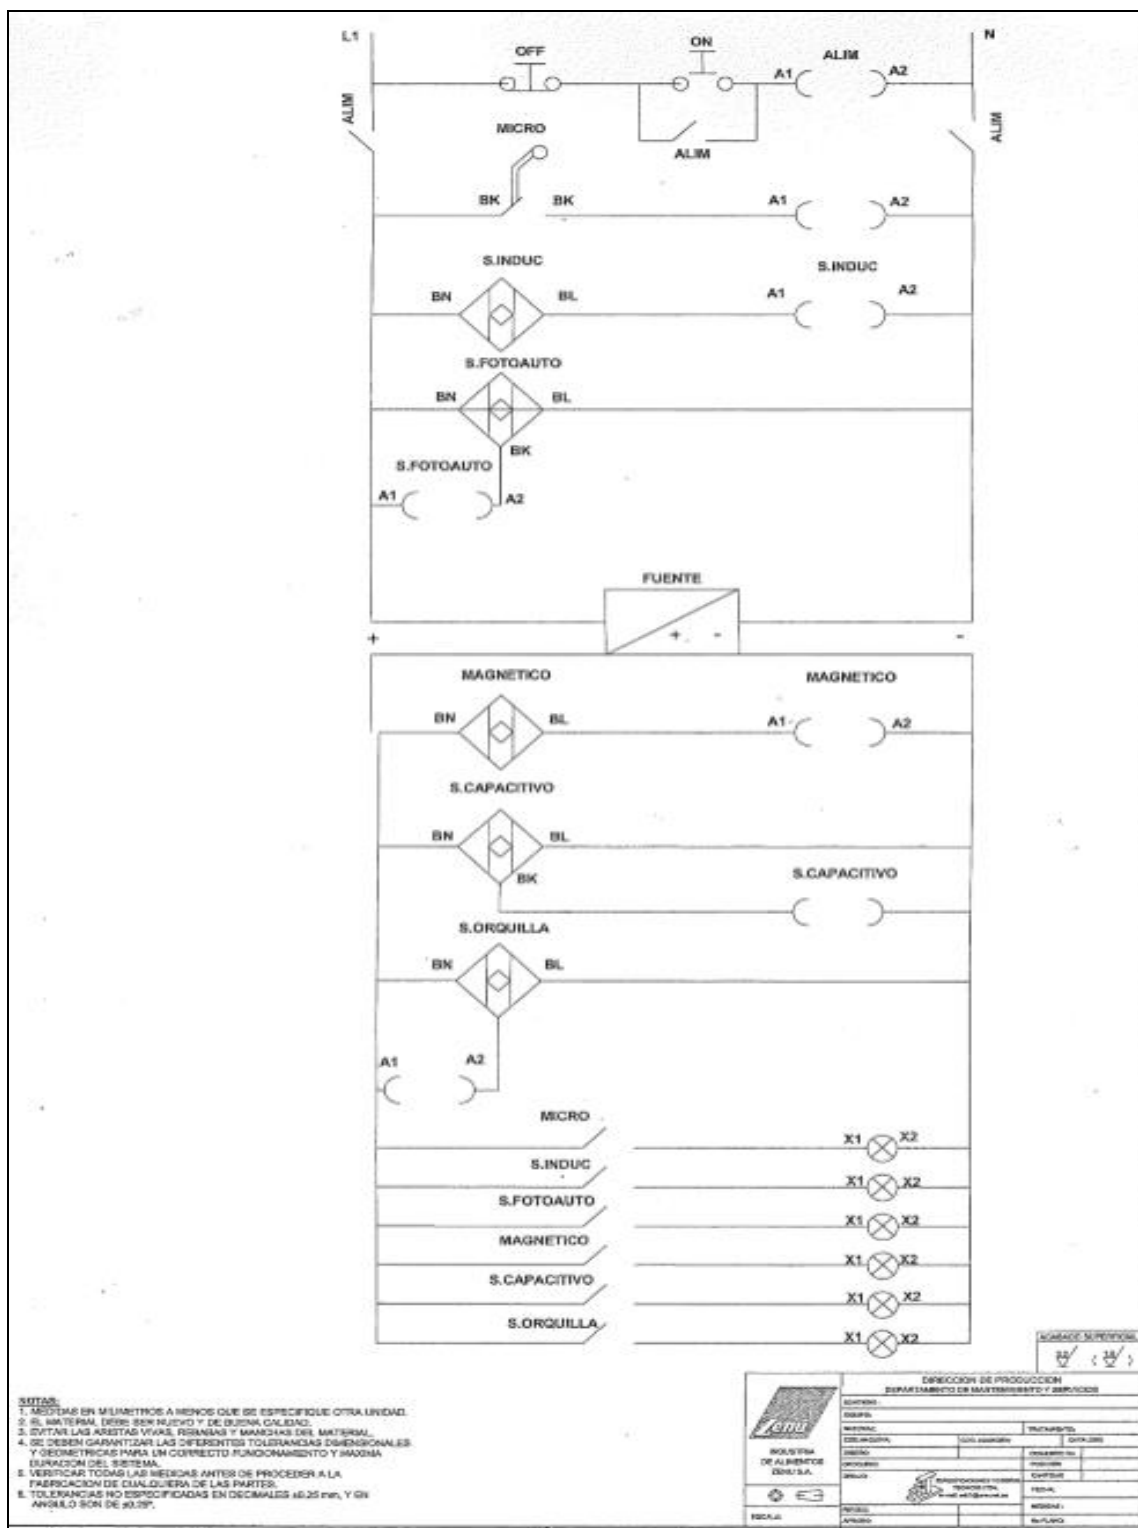 L1
N
OFF
ON
ALIM
A1
A2
ALIM
ALIM
ALIM
MICRO
BK
BK
A1
A2
S.INDUC
S.INDUC
BN
BL
A1
A2
S.FOTOAUTO
BN
BL
BK
S.FOTOAUTO
A1
A2
FUENTE
+
+
-
-
MAGNETICO
MAGNETICO
BN
BL
A1
A2
S.CAPACITIVO
BN
BL
BK
S.CAPACITIVO
S.ORQUILLA
BN
BL
A1
A2
MICRO
X1
X2
S.INDUC
X1
X2
S.FOTOAUTO
X1
X2
MAGNETICO
X1
X2
S.CAPACITIVO
X1
X2
S.ORQUILLA
X1
X2
ACABADO SUPERFICIAL
NOTAS:
1. MEDIDAS EN MILIMETROS A MENOS QUE SE ESPECIFIQUE OTRA UNIDAD.
2. EL MATERIAL DEBE SER NUEVO Y DE BUENA CALIDAD.
3. EVITAR LAS ARISTAS VIVAS, REBABAS Y MANCHAS DEL MATERIAL.
4. SE DEBEN GARANTIZAR LAS DIFERENTES TOLERANCIAS DIMENSIONALES
Y GEOMETRICAS PARA UN CORRECTO FUNCIONAMIENTO Y MAXIMA
DURACION DEL SISTEMA.
5. VERIFICAR TODAS LAS MEDIDAS ANTES DE PROCEDER A LA
FABRICACION DE CUALQUIERA DE LAS PARTES.
6. TOLERANCIAS NO ESPECIFICADAS EN DECIMALES ±0.25 mm, Y EN
ANGULO SON DE ±0.25º.
DIRECCION DE PRODUCCION
DEPARTAMENTO DE MANTENIMIENTO Y SERVICIOS
Zenú
INDUSTRIA
DE ALIMENTOS
ZENU S.A.